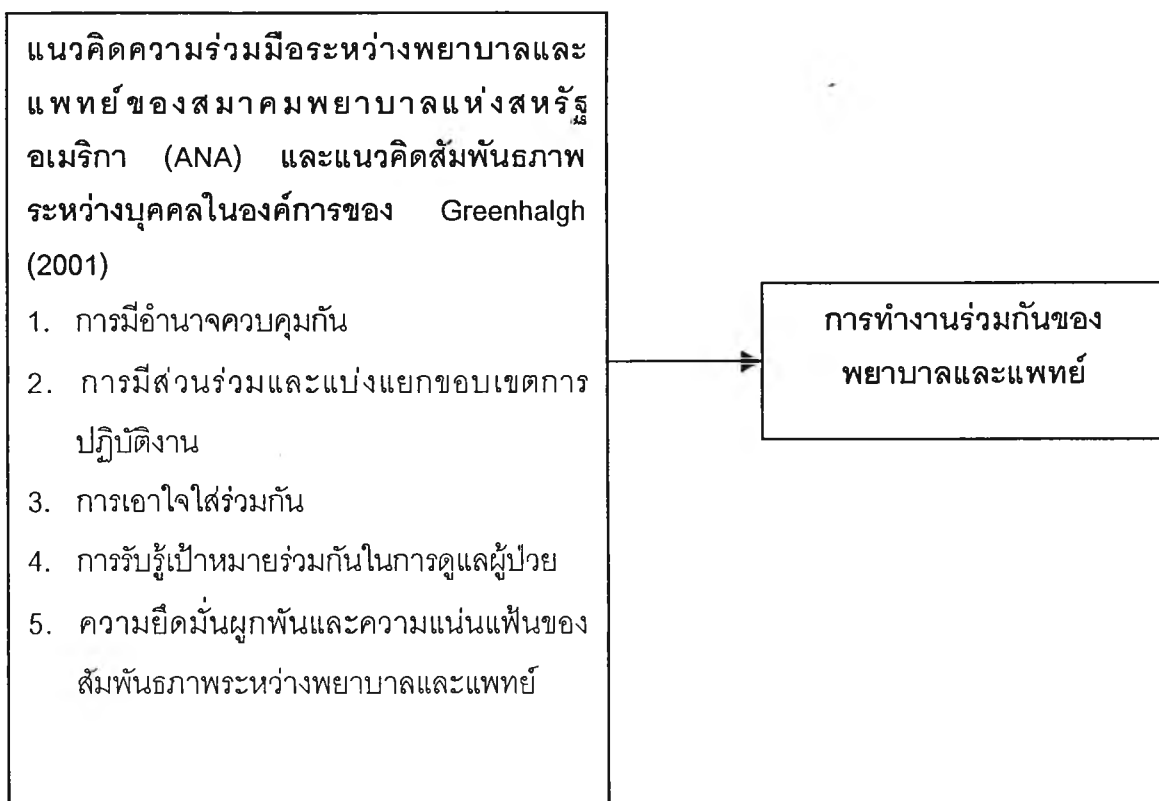 แนวคิดความร่วมมือระหว่างพยาบาลและ
แพทย์ของสมาคมพยาบาลแห่งสหรัฐ
อเมริกา (ANA) และแนวคิดสัมพันธภาพ
ระหว่างบุคคลในองค์การของ Greenhalgh
(2001)
1. การมีอำนาจควบคุมกัน
2. การมีส่วนร่วมและแบ่งแยกขอบเขตการ
ปฏิบัติงาน
3. การเอาใจใส่ร่วมกัน
4. การรับรู้เป้าหมายร่วมกันในการดูแลผู้ป่วย
5. ความยึดมั่นผูกพันและความแน่นแฟ้นของ
สัมพันธภาพระหว่างพยาบาลและแพทย์
การทำงานร่วมกันของ
พยาบาลและแพทย์